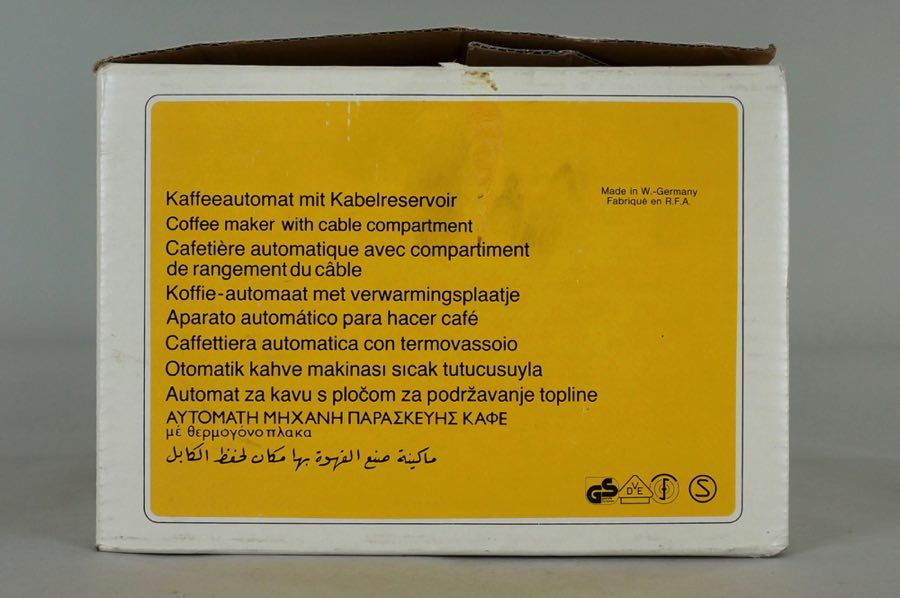 Kaffeeautomat mit Kabelreservoir
Coffee maker with cable compartment
Cafetière automatique avec compartiment
de rangement du câble
Koffie-automaat met verwarmingsplaatje
Aparato automático para hacer café
Caffettiera automatica con termovassoio
Otomatik kahve makinası sıcak tutucusuyla
Automat za kavu s pločom za podržavanje topline
ΑΥΤΟΜΑΤΗ ΜΗΧΑΝΗ ΠΑΡΑΣΚΕΥΗΣ ΚΑΦΕ
μέ θερμογόνο πλακα
ماكينة صنع القهوة بها مكان لحفظ الكابل
Made in W.-Germany
Fabriqué en R.F.A.
GS DVE S